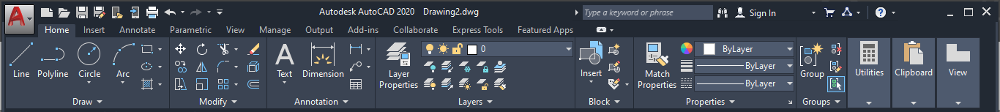 Autodesk AutoCAD 2020 Drawing2.dwg Type a keyword or phrase Sign In
Home Insert Annotate Parametric View Manage Output Add-ins Collaborate Express Tools Featured Apps
0 ByLayer
ByLayer
ByLayer
Line Polyline Circle Arc Text Dimension Layer Properties Insert Match Properties Group Utilities Clipboard View
Draw Modify Annotation Layers Block Properties Groups